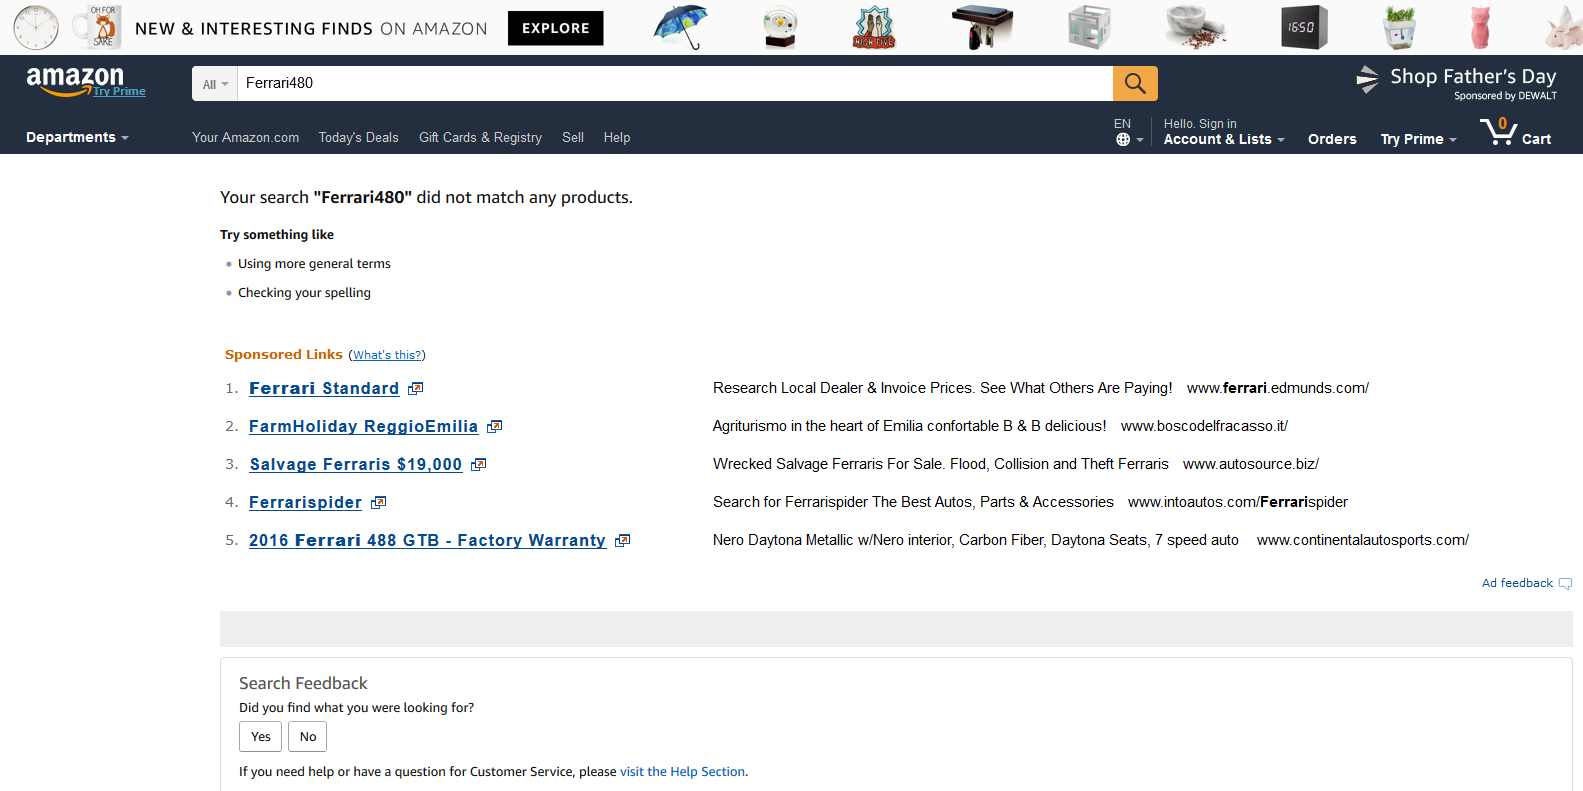 OH FOR
SAKE
NEW & INTERESTING FINDS ON AMAZON
EXPLORE
HIGH FIVE
16:50
amazon
Try Prime
All
Ferrari480
Shop Father's Day
Sponsored by DEWALT
Departments
Your Amazon.com Today's Deals Gift Cards & Registry Sell Help
EN
Hello. Sign in
Account & Lists
Orders
Try Prime
0
Cart
Your search "Ferrari480" did not match any products.
Try something like
Using more general terms
Checking your spelling
Sponsored Links (What's this?)
1. Ferrari Standard Research Local Dealer & Invoice Prices. See What Others Are Paying! www.ferrari.edmunds.com/
2. FarmHoliday ReggioEmilia Agriturismo in the heart of Emilia confortable B & B delicious! www.boscodelfracasso.it/
3. Salvage Ferraris $19,000 Wrecked Salvage Ferraris For Sale. Flood, Collision and Theft Ferraris www.autosource.biz/
4. Ferrarispider Search for Ferrarispider The Best Autos, Parts & Accessories www.intoautos.com/Ferrarispider
5. 2016 Ferrari 488 GTB - Factory Warranty Nero Daytona Metallic w/Nero interior, Carbon Fiber, Daytona Seats, 7 speed auto www.continentalautosports.com/
Ad feedback
Search Feedback
Did you find what you were looking for?
Yes No
If you need help or have a question for Customer Service, please visit the Help Section.